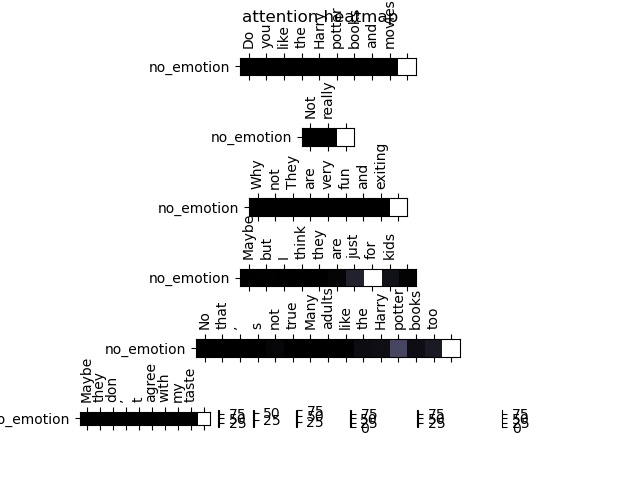 attention heatmap
Do you like the Harry potter books and movies
no_emotion
Not really
no_emotion
Why not They are very fun and exiting
no_emotion
Maybe but I think they are just for kids
no_emotion
No that ' s not true Many adults like the Harry potter books too
no_emotion
Maybe they don ' t agree with my taste
no_emotion
75 50 25
50 25
75 50 25
75 50 25 0
75 50 25
75 50 25 0